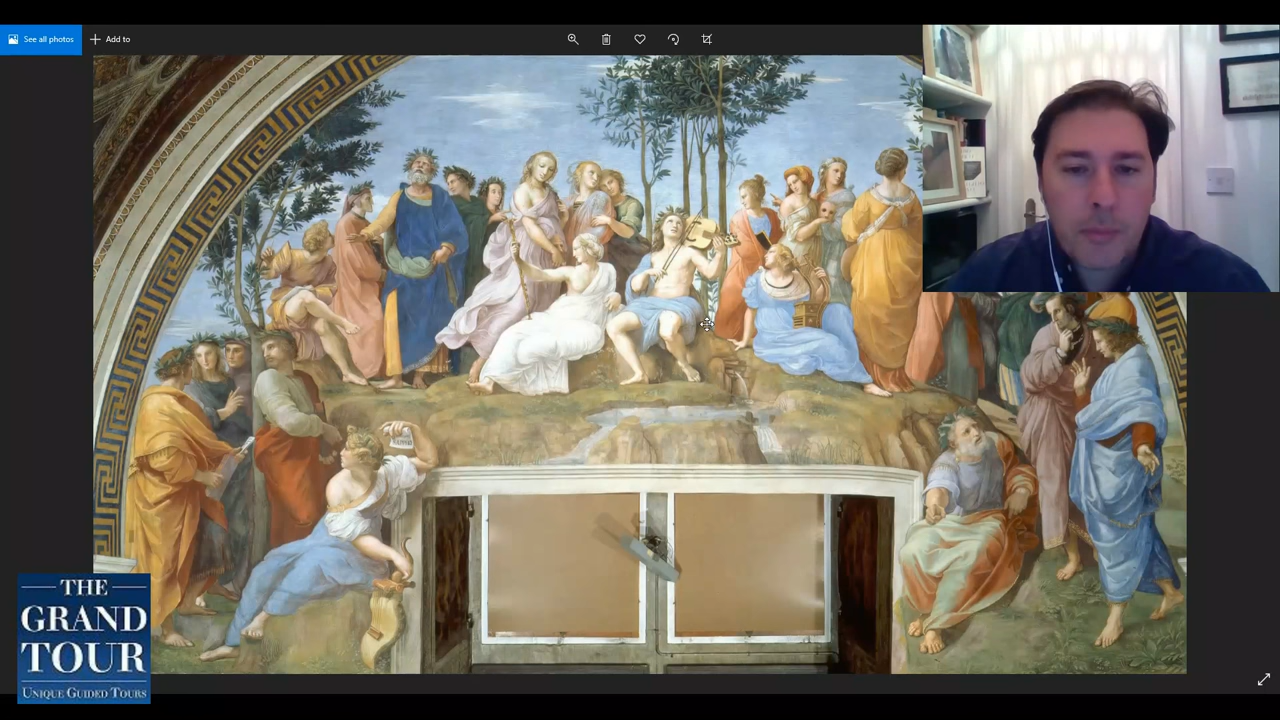 See all photos
Add to
THE
GRAND
TOUR
UNIQUE GUIDED TOURS